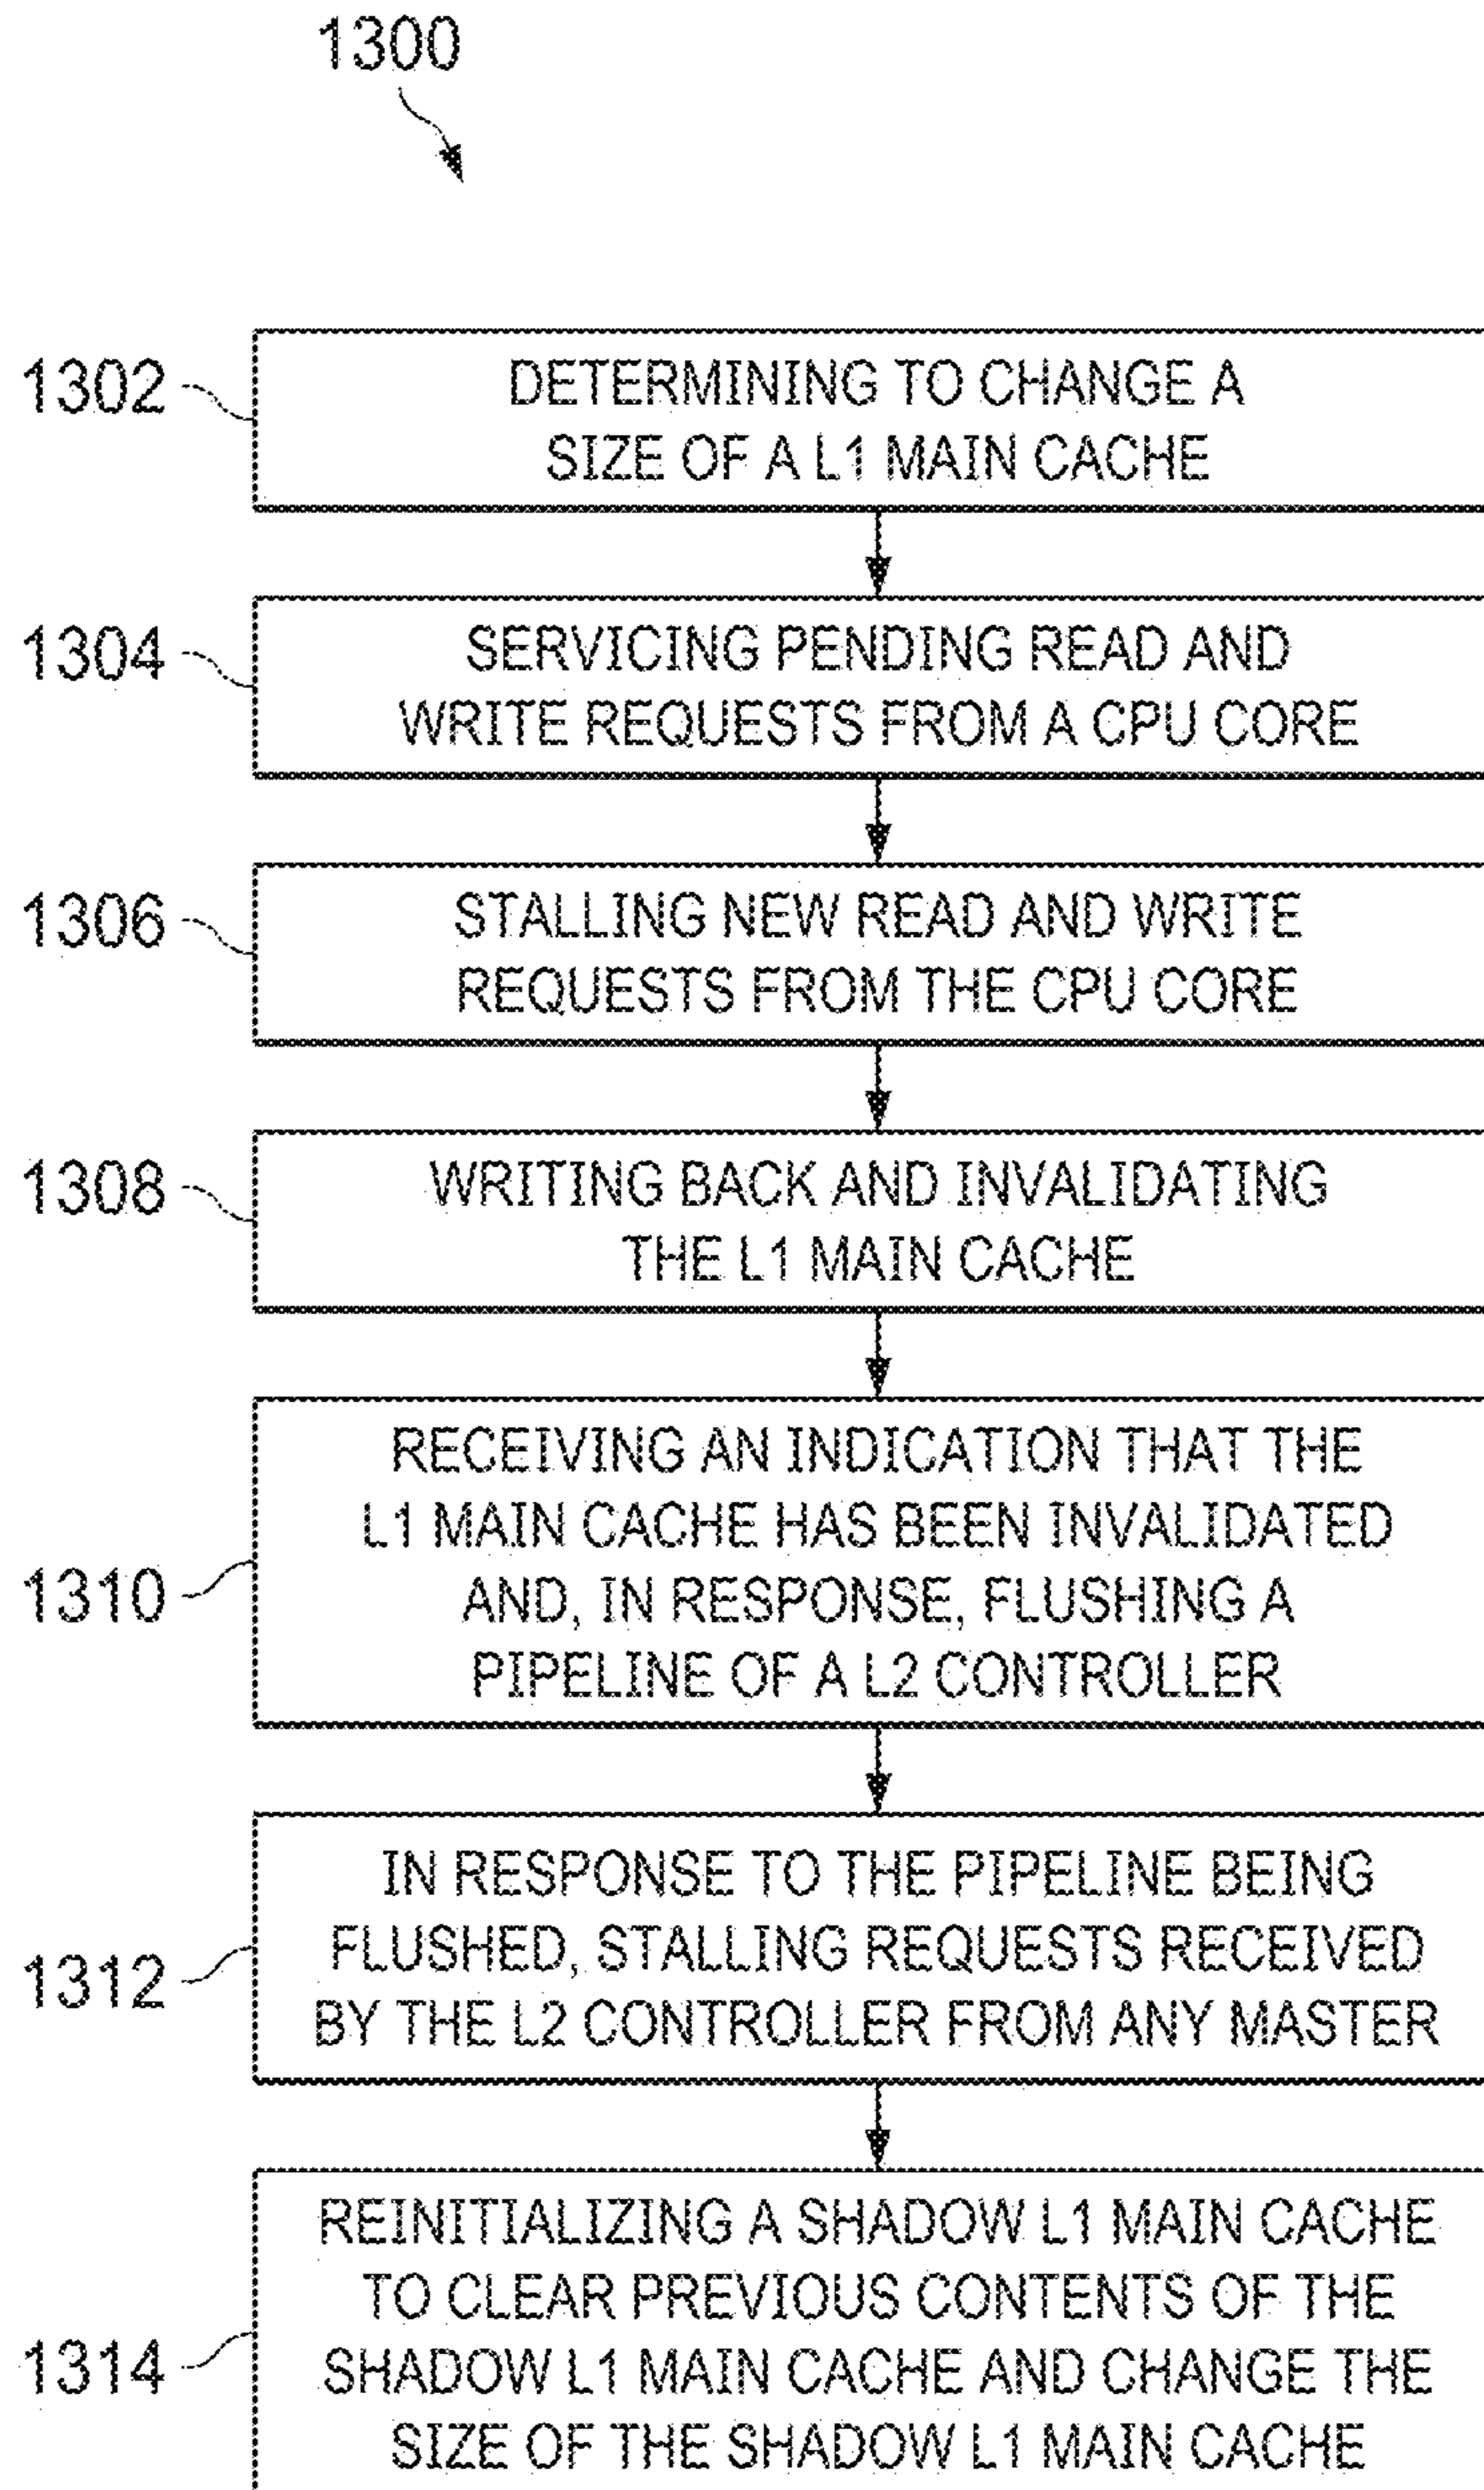 1300
1302
DETERMINING TO CHANGE A
SIZE OF A L1 MAIN CACHE
1304
SERVICING PENDING READ AND
WRITE REQUESTS FROM A CPU CORE
1306
STALLING NEW READ AND WRITE
REQUESTS FROM THE CPU CORE
1308
WRITING BACK AND INVALIDATING
THE L1 MAIN CACHE
1310
RECEIVING AN INDICATION THAT THE
L1 MAIN CACHE HAS BEEN INVALIDATED
AND, IN RESPONSE, FLUSHING A
PIPELINE OF A L2 CONTROLLER
1312
IN RESPONSE TO THE PIPELINE BEING
FLUSHED, STALLING REQUESTS RECEIVED
BY THE L2 CONTROLLER FROM ANY MASTER
1314
REINITIALIZING A SHADOW L1 MAIN CACHE
TO CLEAR PREVIOUS CONTENTS OF THE
SHADOW L1 MAIN CACHE AND CHANGE THE
SIZE OF THE SHADOW L1 MAIN CACHE